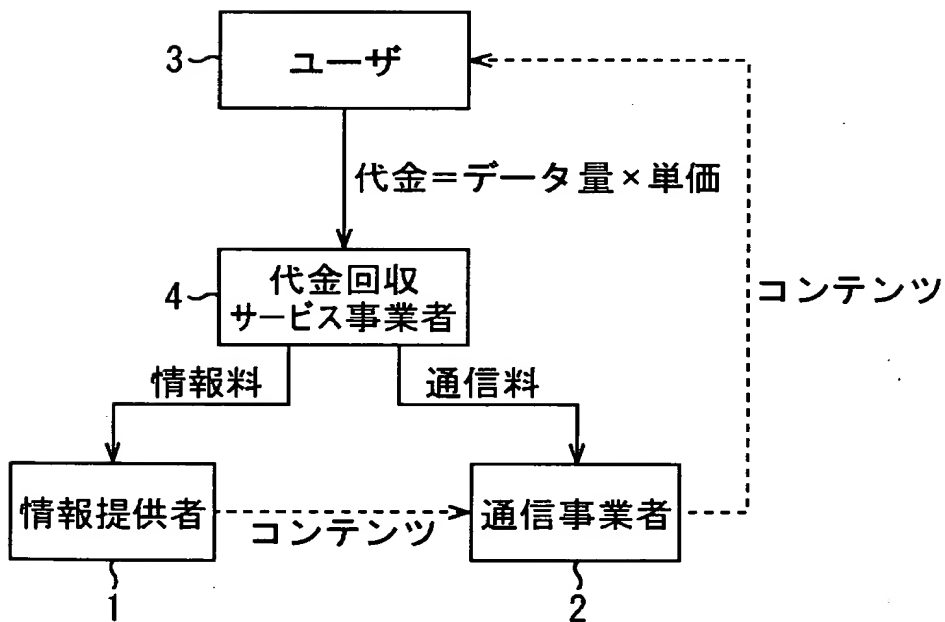 3
ユーザ
代金=データ量×単価
4
代金回収
サービス事業者
コンテンツ
情報料
通信料
情報提供者
コンテンツ
通信事業者
1
2